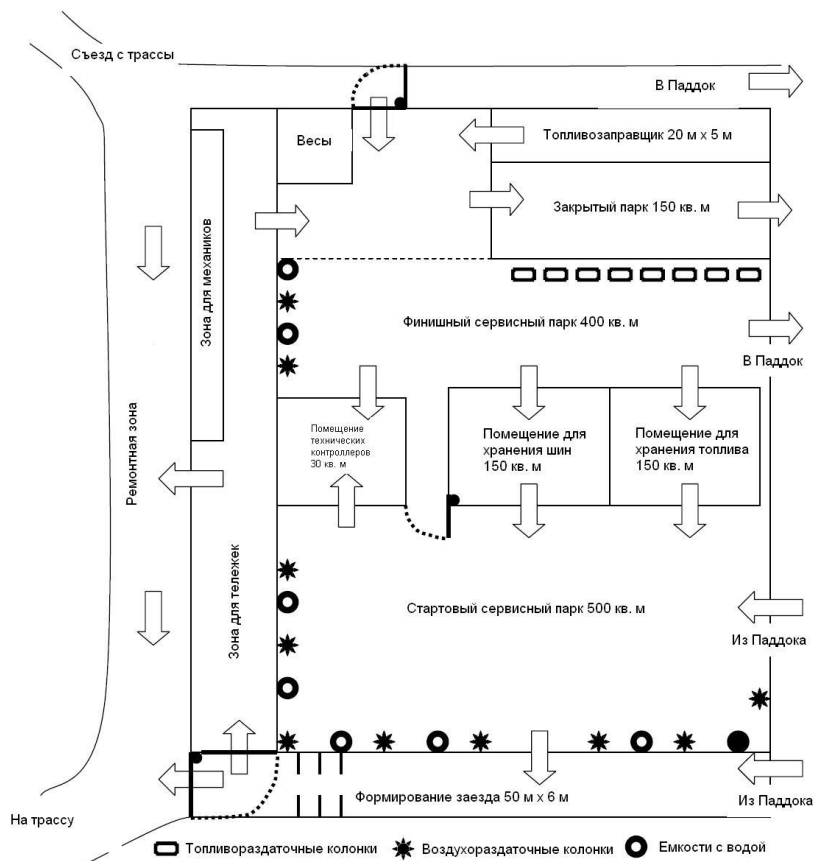 Съезд с трассы
В Паддок
Весы
Топливозаправщик 20 м х 5 м
Закрытый парк 150 кв. м
Зона для механиков
Финишный сервисный парк 400 кв. м
В Паддок
Ремонтная зона
Помещение
технических
контроллеров
30 кв. м
Помещение для
хранения шин
150 кв. м
Помещение для
хранения топлива
150 кв. м
Зона для тележек
Стартовый сервисный парк 500 кв. м
Из Паддока
Формирование заезда 50 м х 6 м
Из Паддока
На трассу
Топливораздаточные колонки
Воздухораздаточные колонки
Емкости с водой